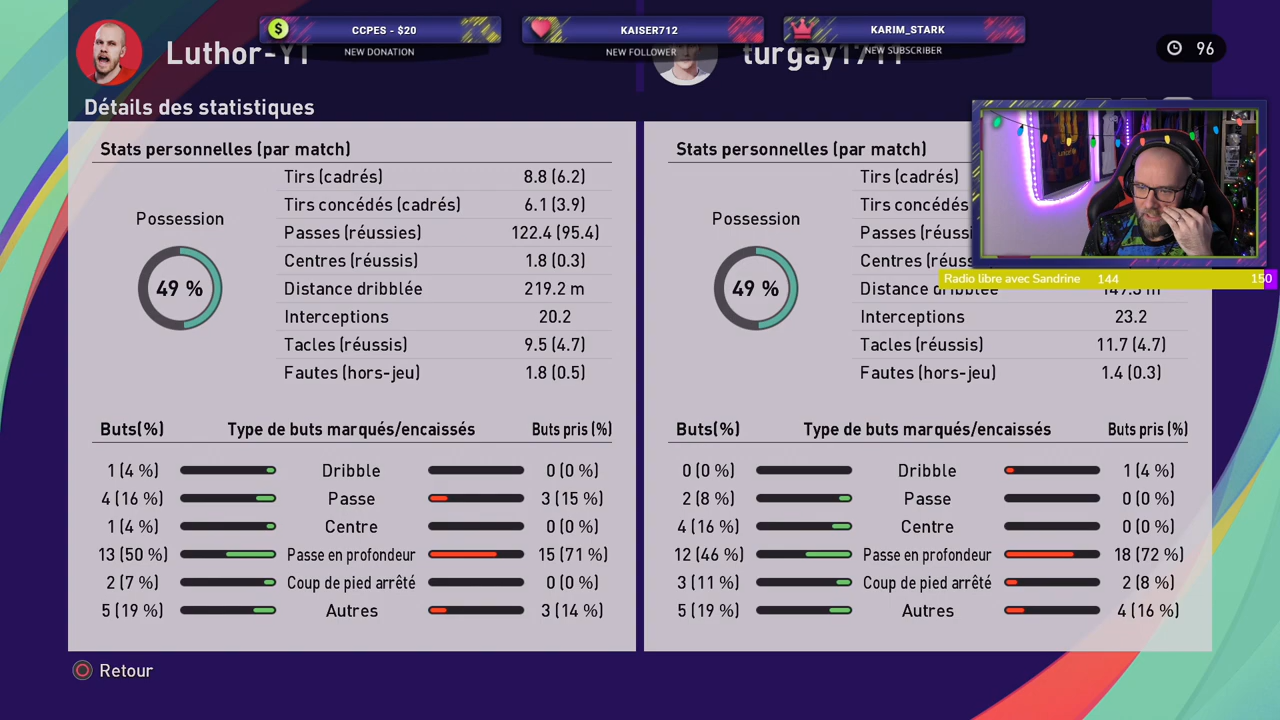 CCPES - $20
NEW DONATION
KAISER712
NEW FOLLOWER
KARIM_STARK
NEW SUBSCRIBER
96
Luthor-YT
turgay1711
Détails des statistiques
Stats personnelles (par match)
Tirs (cadrés) 8.8 (6.2)
Tirs concédés (cadrés) 6.1 (3.9)
Possession
Passes (réussies) 122.4 (95.4)
Centres (réussis) 1.8 (0.3)
49 %
Distance dribblée 219.2 m
Interceptions 20.2
Tacles (réussis) 9.5 (4.7)
Fautes (hors-jeu) 1.8 (0.5)
Buts(%) Type de buts marqués/encaissés Buts pris (%)
1 (4 %) Dribble 0 (0 %)
4 (16 %) Passe 3 (15 %)
1 (4 %) Centre 0 (0 %)
13 (50 %) Passe en profondeur 15 (71 %)
2 (7 %) Coup de pied arrêté 0 (0 %)
5 (19 %) Autres 3 (14 %)
Stats personnelles (par match)
Tirs (cadrés)
Tirs concédés
Possession
Passes
Centres
Radio libre avec Sandrine 144 150
49 %
Distance dribblée
Interceptions 23.2
Tacles (réussis) 11.7 (4.7)
Fautes (hors-jeu) 1.4 (0.3)
Buts(%) Type de buts marqués/encaissés Buts pris (%)
0 (0 %) Dribble 1 (4 %)
2 (8 %) Passe 0 (0 %)
4 (16 %) Centre 0 (0 %)
12 (46 %) Passe en profondeur 18 (72 %)
3 (11 %) Coup de pied arrêté 2 (8 %)
5 (19 %) Autres 4 (16 %)
Retour